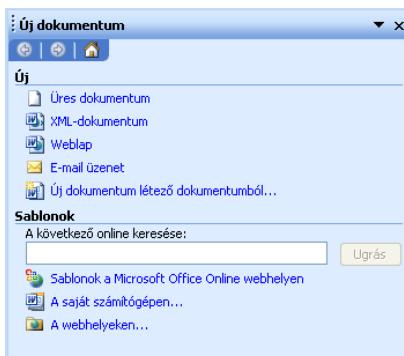 Új dokumentum
Új
Üres dokumentum
XML-dokumentum
Weblap
E-mail üzenet
Új dokumentum létező dokumentumból...
Sablonok
A következő online keresése:
Ugrás
Sablonok a Microsoft Office Online webhelyen
A saját számítógépen...
A webhelyeken...